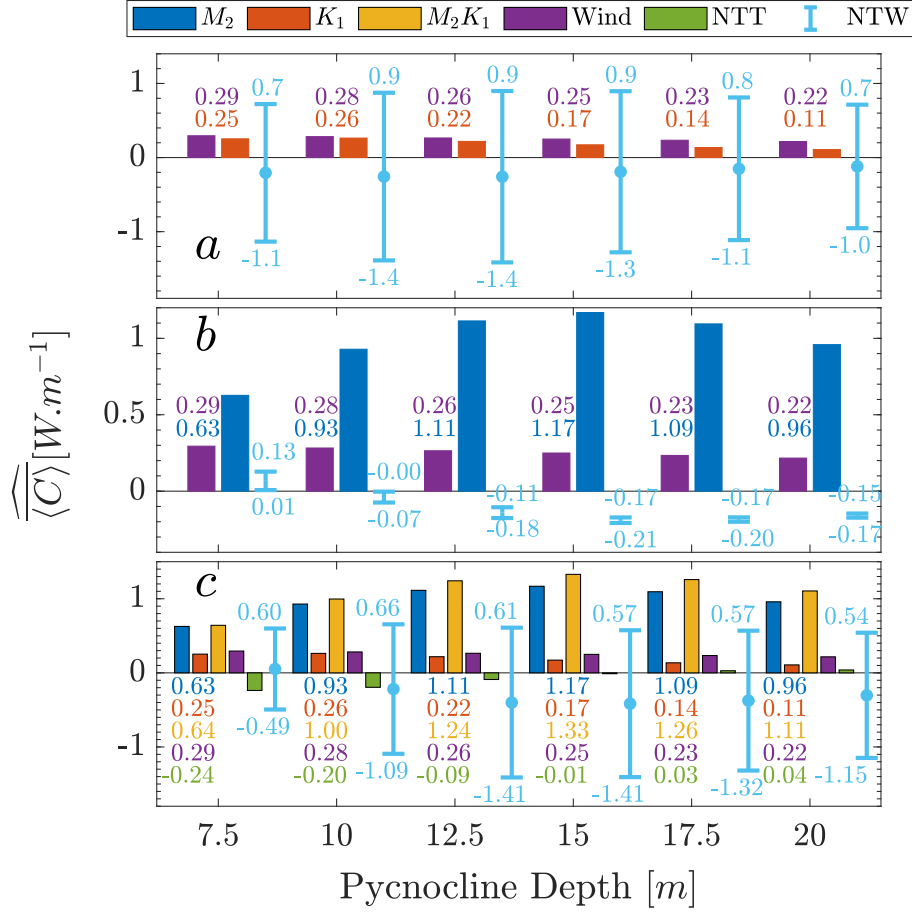 M₂ K₁ M₂K₁ Wind NTT NTW
1
0
-1
0.29 0.28 0.26 0.25 0.23 0.22
0.25 0.26 0.22 0.17 0.14 0.11
0.7 0.9 0.9 0.9 0.8 0.7
-1.1 -1.4 -1.4 -1.3 -1.1 -1.0
a
b
1
0.5
0
0.29 0.28 0.26 0.25 0.23 0.22
0.63 0.93 1.11 1.17 1.09 0.96
0.13 -0.00 -0.11 -0.17 -0.17 -0.15
0.01 -0.07 -0.18 -0.21 -0.20 -0.17
⟨C⟩[W.m⁻¹]
c
1
0
-1
0.60 0.66 0.61 0.57 0.57 0.54
0.63 0.93 1.11 1.17 1.09 0.96
0.25 0.26 0.22 0.17 0.14 0.11
0.64 1.00 1.24 1.33 1.26 1.11
0.29 0.28 0.26 0.25 0.23 0.22
-0.24 -0.20 -0.09 -0.01 0.03 0.04
-0.49 -1.09 -1.41 -1.41 -1.32 -1.15
7.5 10 12.5 15 17.5 20
Pycnocline Depth [m]